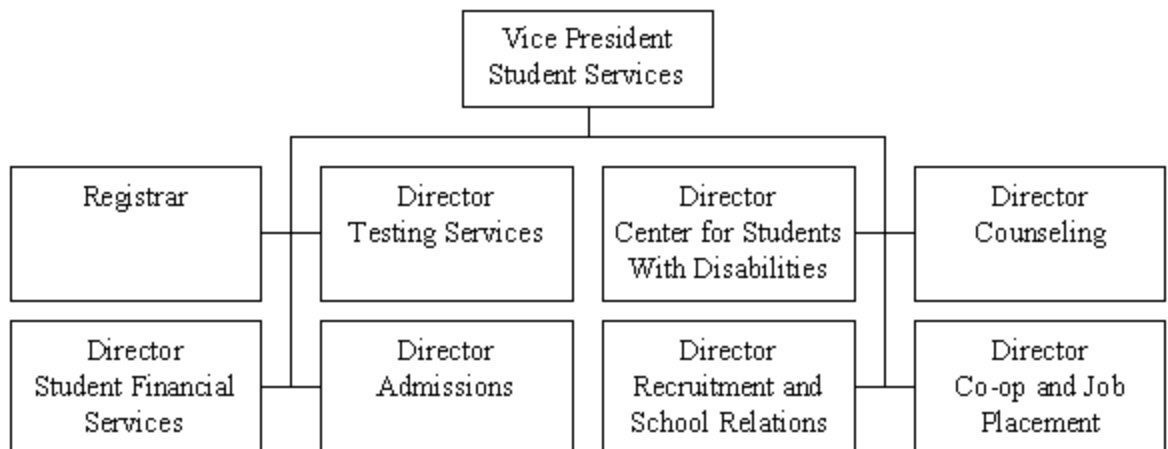 Vice President
Student Services
Registrar
Director
Testing Services
Director
Center for Students
With Disabilities
Director
Counseling
Director
Student Financial
Services
Director
Admissions
Director
Recruitment and
School Relations
Director
Co-op and Job
Placement